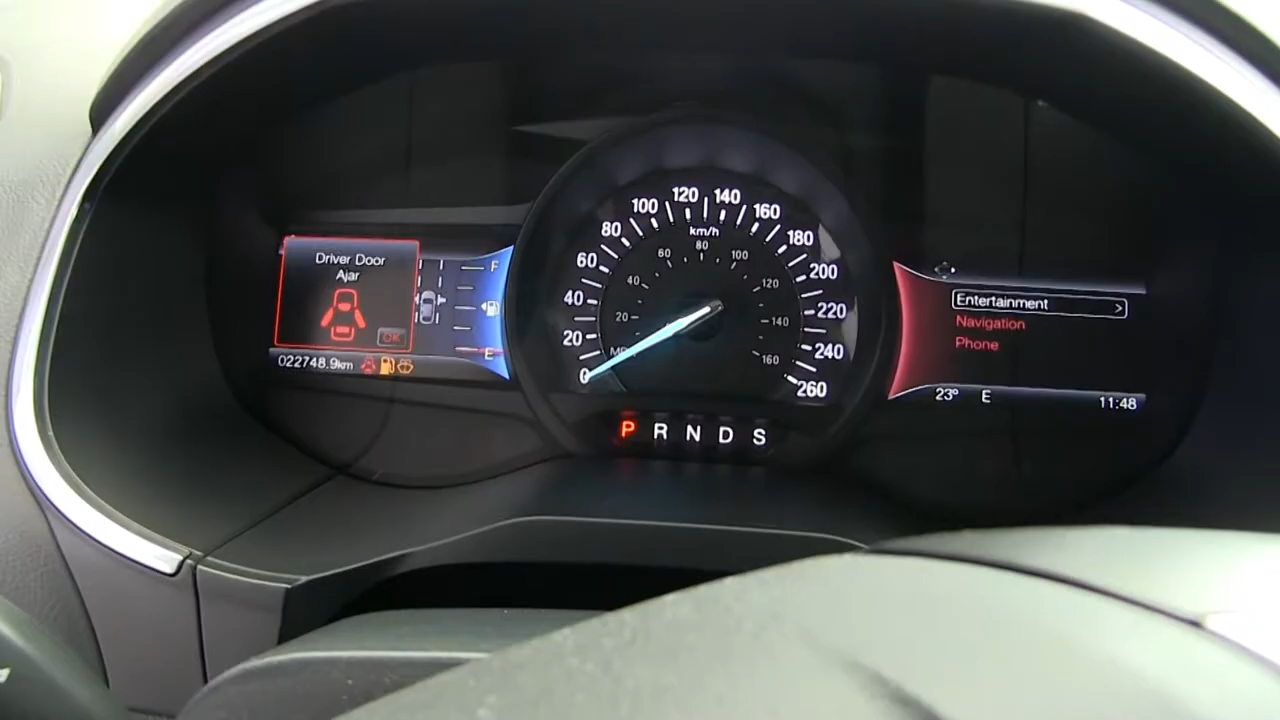 Driver Door
Ajar
OK
022748.9km
F
E
0
20
40
60
80
100
120
140
160
180
200
220
240
260
km/h
20
40
60
80
100
120
140
160
P R N D S
Entertainment >
Navigation
Phone
23° E
11:48